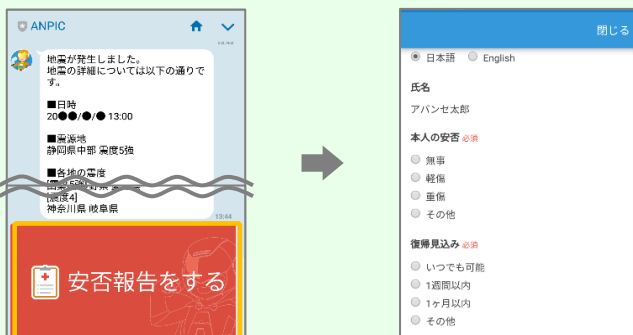 ANPIC
地震が発生しました。
地震の詳細については以下の通りで
す。
■日時
20●●/●/● 13:00
■震源地
静岡県中部 震度5強
■各地の震度
[震度4]
神奈川県 岐阜県
13:44
安否報告をする
閉じる
日本語 English
氏名
アバンセ太郎
本人の安否 必須
無事
軽傷
重傷
その他
復帰見込み 必須
いつでも可能
1週間以内
1ヶ月以内
その他